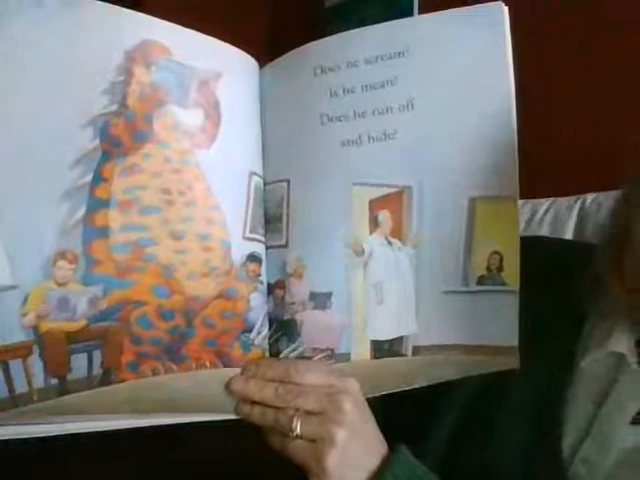 Does he scream?
Is he mean?
Does he run off
and hide?